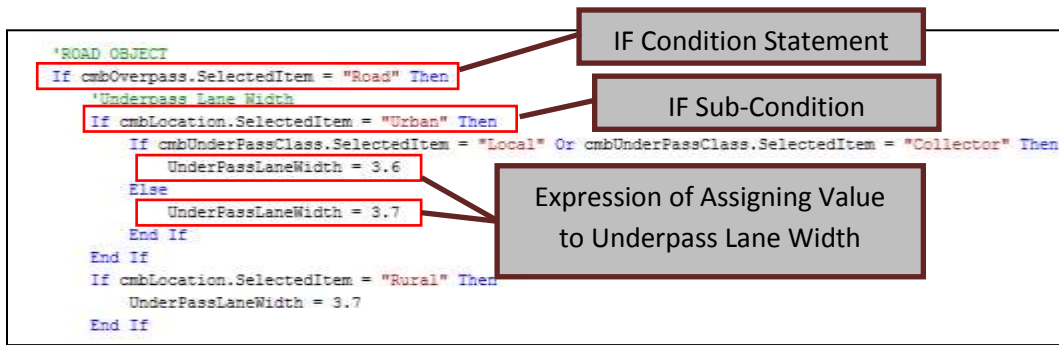 IF Condition Statement
'ROAD OBJECT
If cmbOverpass.SelectedItem = "Road" Then
'Underpass Lane Width
IF Sub-Condition
If cmbLocation.SelectedItem = "Urban" Then
If cmbUnderPassClass.SelectedItem = "Local" Or cmbUnderPassClass.SelectedItem = "Collector" Then
UnderPassLaneWidth = 3.6
Else
UnderPassLaneWidth = 3.7
Expression of Assigning Value
to Underpass Lane Width
End If
End If
If cmbLocation.SelectedItem = "Rural" Then
UnderPassLaneWidth = 3.7
End If